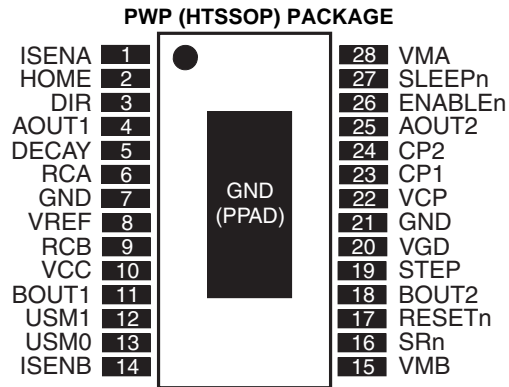 PWP (HTSSOP) PACKAGE
ISENA 1 28 VMA
HOME 2 27 SLEEPn
DIR 3 26 ENABLEn
AOUT1 4 25 AOUT2
DECAY 5 24 CP2
RCA 6 23 CP1
GND 7 22 VCP
VREF 8 21 GND
RCB 9 20 VGD
VCC 10 19 STEP
BOUT1 11 18 BOUT2
USM1 12 17 RESETn
USM0 13 16 SRn
ISENB 14 15 VMB
GND
(PPAD)